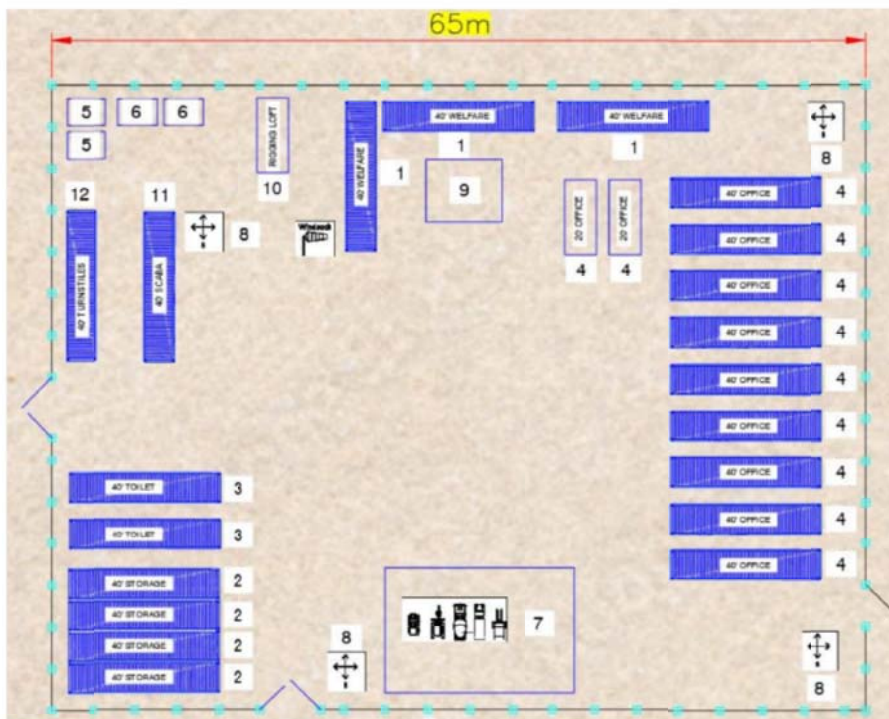 65m
5
6
6
5
RIGGING LOFT
10
40' WELFARE
1
40' WELFARE
1
40' WELFARE
1
9
8
12
11
40' TURNSTILES
40' SCABA
8
Windsock
20 OFFICE
4
20 OFFICE
4
40' OFFICE
4
40' OFFICE
4
40' OFFICE
4
40' OFFICE
4
40' OFFICE
4
40' OFFICE
4
40' OFFICE
4
40' OFFICE
4
40' OFFICE
4
40' TOILET
3
40' TOILET
3
40' STORAGE
2
40' STORAGE
2
40' STORAGE
2
40' STORAGE
2
7
8
8